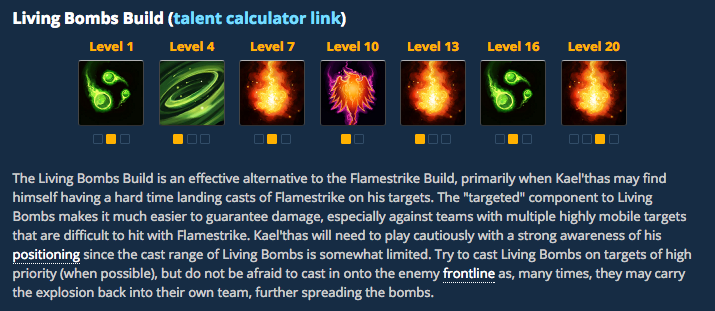 Living Bombs Build (talent calculator link)
Level 1 Level 4 Level 7 Level 10 Level 13 Level 16 Level 20
The Living Bombs Build is an effective alternative to the Flamestrike Build, primarily when Kael'thas may find
himself having a hard time landing casts of Flamestrike on his targets. The "targeted" component to Living
Bombs makes it much easier to guarantee damage, especially against teams with multiple highly mobile targets
that are difficult to hit with Flamestrike. Kael'thas will need to play cautiously with a strong awareness of his
positioning since the cast range of Living Bombs is somewhat limited. Try to cast Living Bombs on targets of high
priority (when possible), but do not be afraid to cast in onto the enemy frontline as, many times, they may carry
the explosion back into their own team, further spreading the bombs.